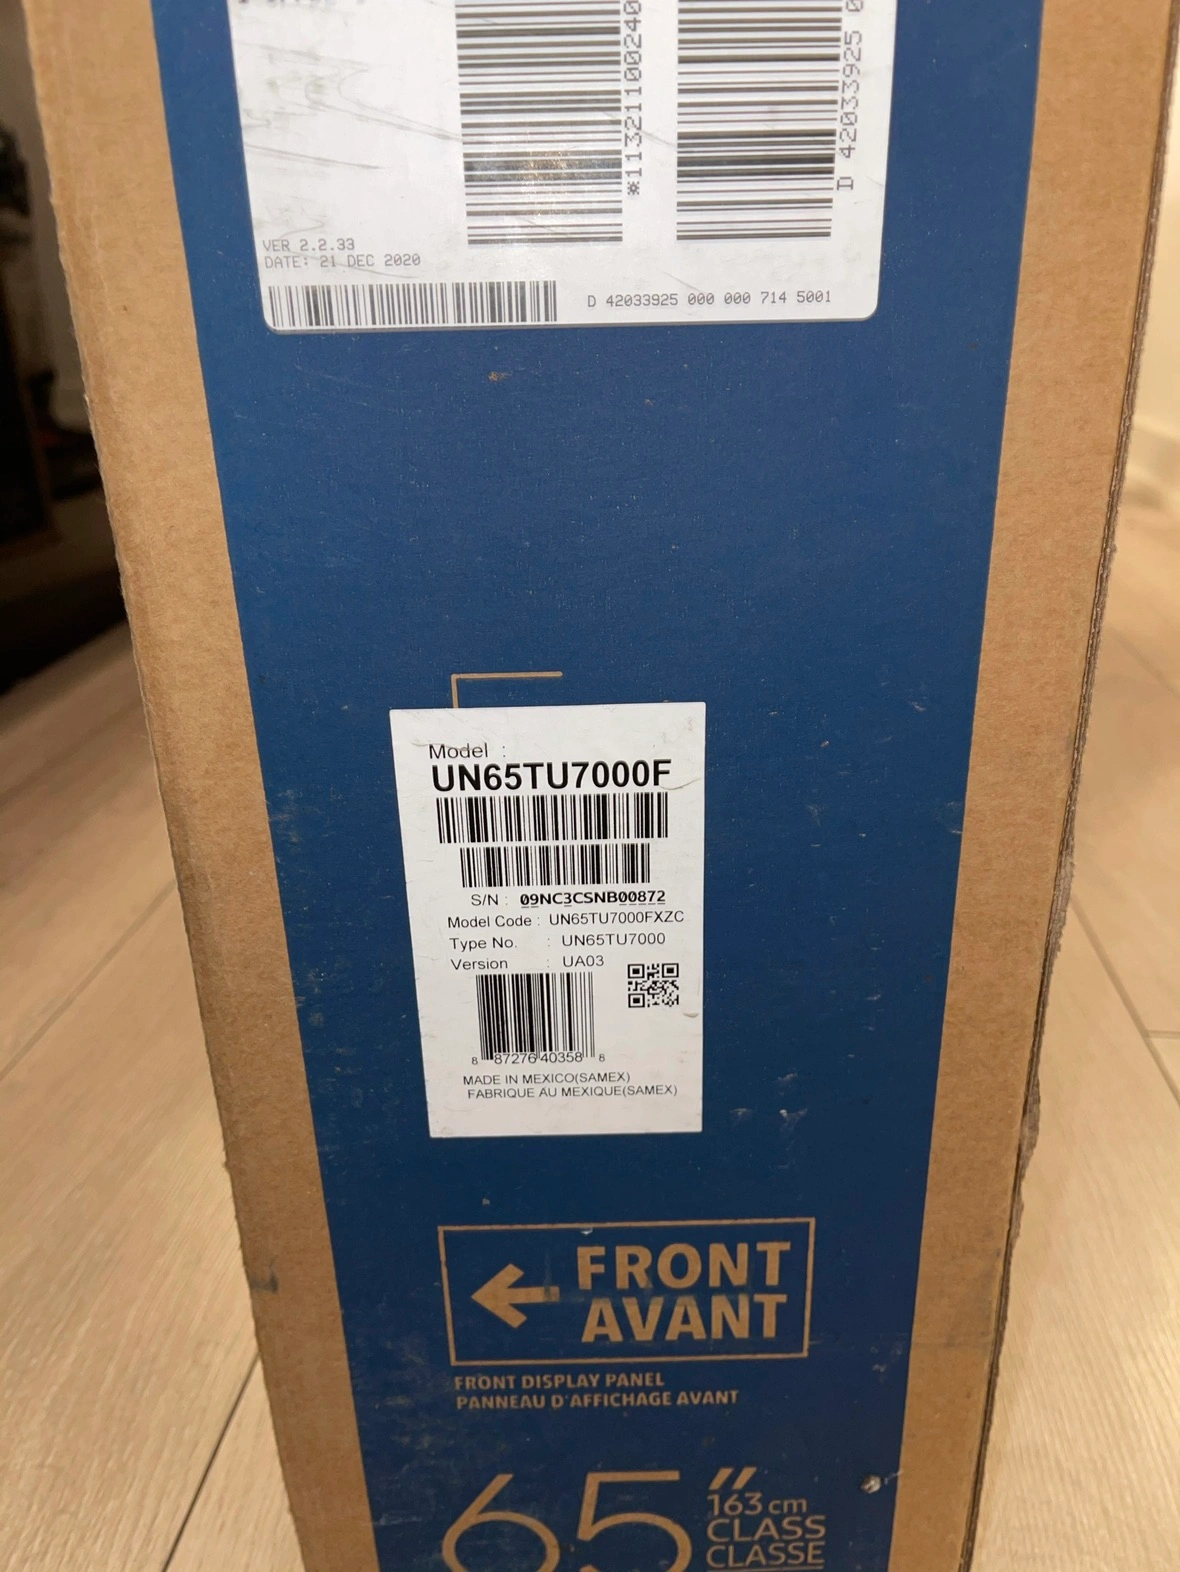 *11321100240
D 42033925 0
VER 2.2.33
DATE: 21 DEC 2020
D 42033925 000 000 714 5001
Model :
UN65TU7000F
S/N : 09NC3CSNB00872
Model Code : UN65TU7000FXZC
Type No. : UN65TU7000
Version : UA03
8 87276 40358 8
MADE IN MEXICO(SAMEX)
FABRIQUE AU MEXIQUE(SAMEX)
FRONT
AVANT
FRONT DISPLAY PANEL
PANNEAU D'AFFICHAGE AVANT
65"
163 cm
CLASS
CLASSE